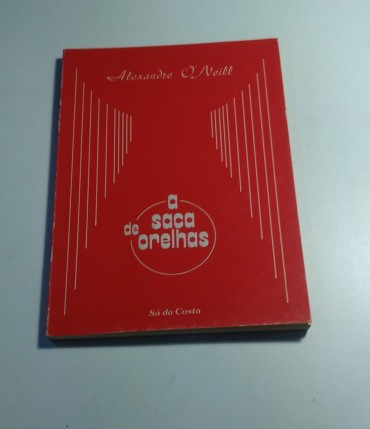 Alexandre O'Neill
a
saca
de orelhas
Sá da Costa